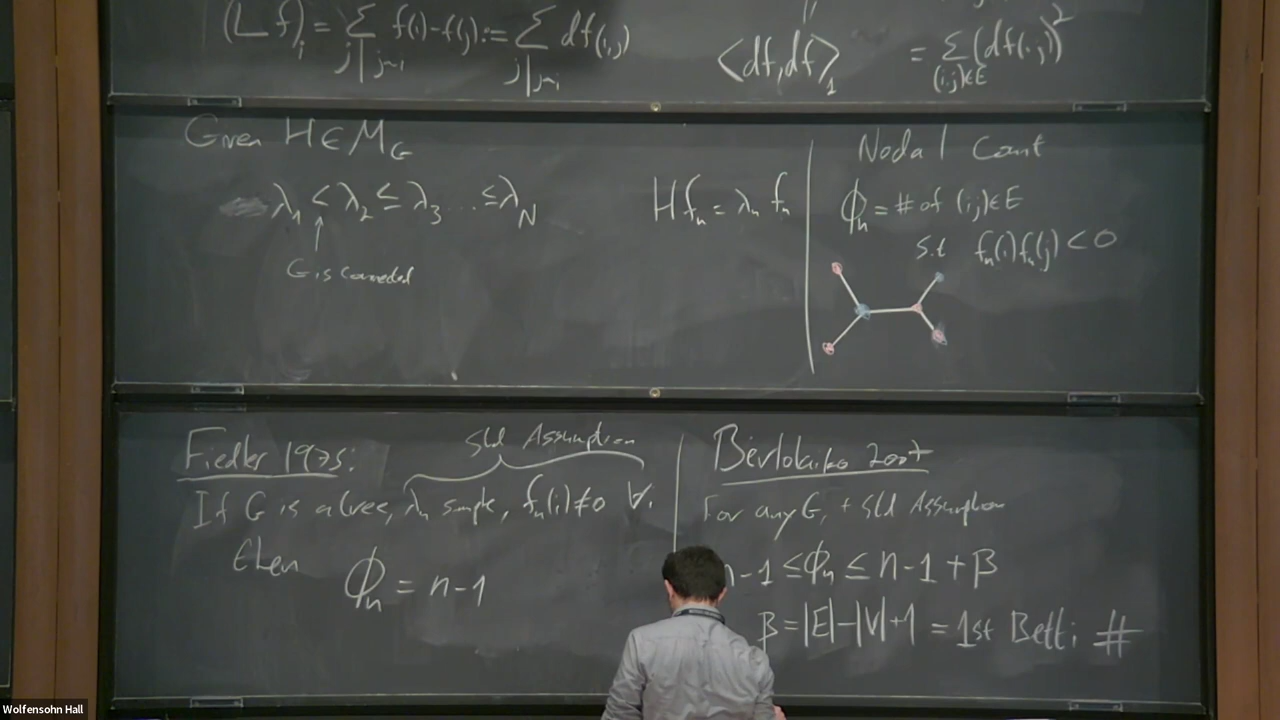 (Lf)_i = Σ_{j|j~i} f(i)-f(j) := Σ_{j|j~i} df(i,j)
<df,df>_1 = Σ_{(i,j)∈E} (df(i,j))^2
Given H∈M_G
λ_1 < λ_2 ≤ λ_3 ... ≤ λ_N
G is connected
H f_n = λ_n f_n
Nodal Count
ϕ_n = # of (i,j)∈E
s.t f_n(i)f_n(j) < 0
Std Assumption
Fiedler 1975:
If G is a tree, λ_n simple, f_n(i)≠0 ∀i
then
ϕ_n = n-1
For any G, + Std Assumption
n-1 ≤ ϕ_n ≤ n-1+β
β = |E|-|V|+1 = 1st Betti #
Wolfensohn Hall